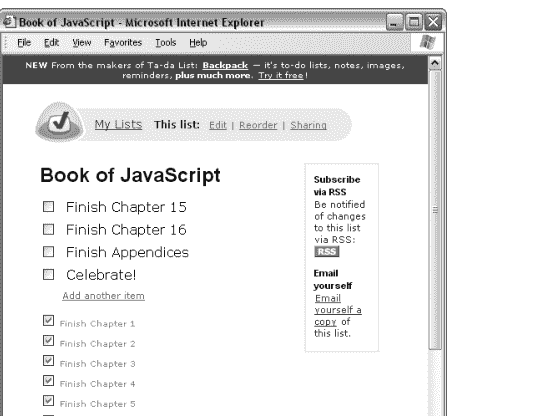 Book of JavaScript - Microsoft Internet Explorer
File Edit View Favorites Tools Help
NEW From the makers of Ta-da List: Backpack — it's to-do lists, notes, images,
reminders, plus much more. Try it free!
My Lists This list: Edit | Reorder | Sharing
Book of JavaScript
Finish Chapter 15
Finish Chapter 16
Finish Appendices
Celebrate!
Add another item
Finish Chapter 1
Finish Chapter 2
Finish Chapter 3
Finish Chapter 4
Finish Chapter 5
Subscribe
via RSS
Be notified
of changes
to this list
via RSS:
RSS
Email
yourself
Email
yourself a
copy of
this list.